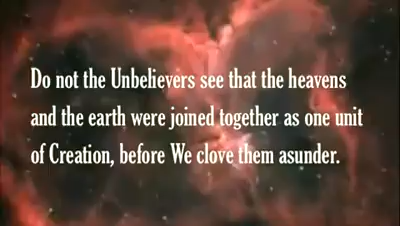 Do not the Unbelievers see that the heavens
and the earth were joined together as one unit
of Creation, before We clove them asunder.